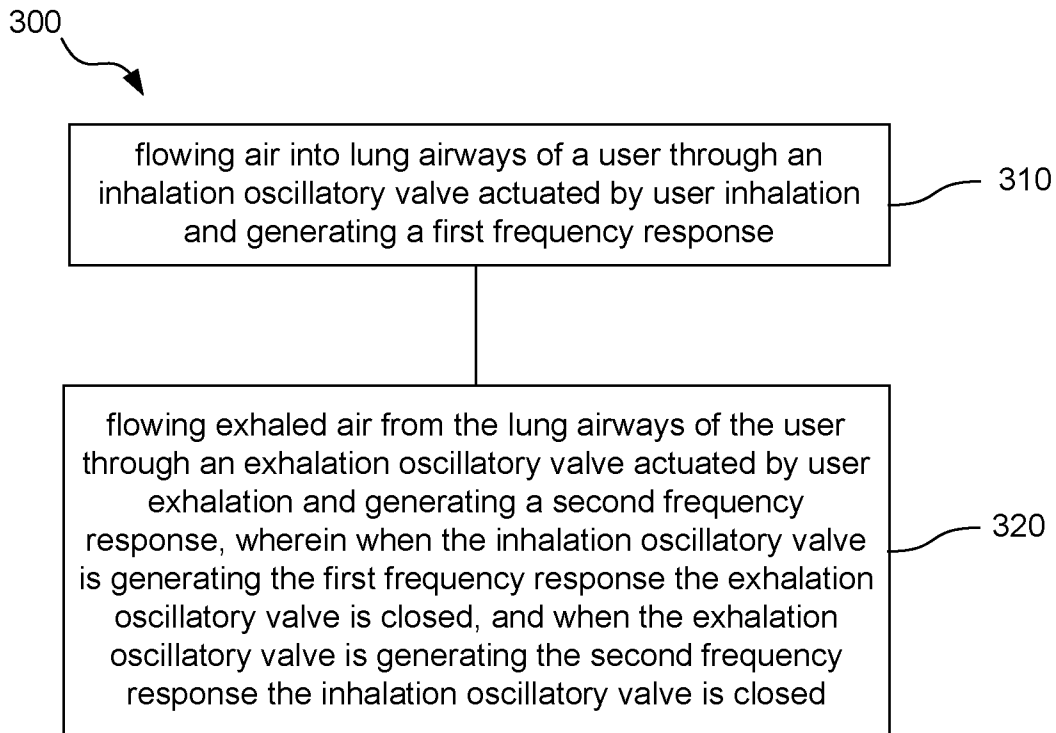 300
flowing air into lung airways of a user through an
inhalation oscillatory valve actuated by user inhalation
and generating a first frequency response
310
flowing exhaled air from the lung airways of the user
through an exhalation oscillatory valve actuated by user
exhalation and generating a second frequency
response, wherein when the inhalation oscillatory valve
is generating the first frequency response the exhalation
oscillatory valve is closed, and when the exhalation
oscillatory valve is generating the second frequency
response the inhalation oscillatory valve is closed
320